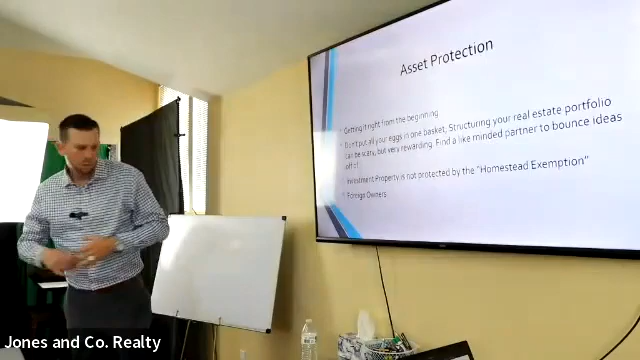 Asset Protection
Getting it right from the beginning
Don't put all your eggs in one basket, Structuring your real estate portfolio
can be scary, but very rewarding. Find a like minded partner to bounce ideas
off of.
Investment Property is not protected by the "Homestead Exemption"
Foreign Owners
Jones and Co. Realty